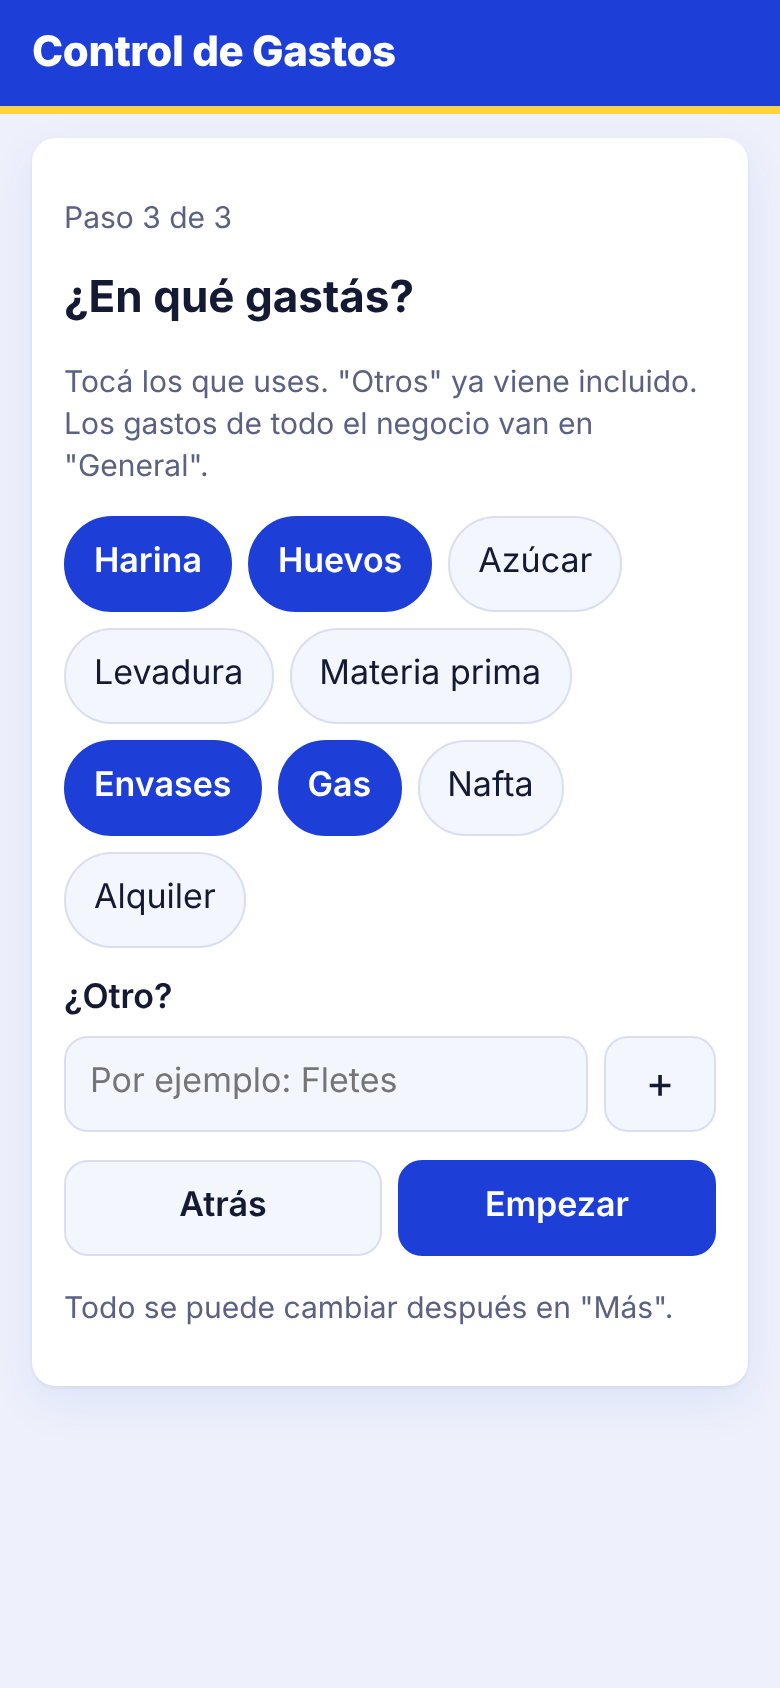 Control de Gastos
Paso 3 de 3
¿En qué gastás?
Tocá los que uses. "Otros" ya viene incluido.
Los gastos de todo el negocio van en
"General".
Harina Huevos Azúcar
Levadura Materia prima
Envases Gas Nafta
Alquiler
¿Otro?
Por ejemplo: Fletes +
Atrás Empezar
Todo se puede cambiar después en "Más".